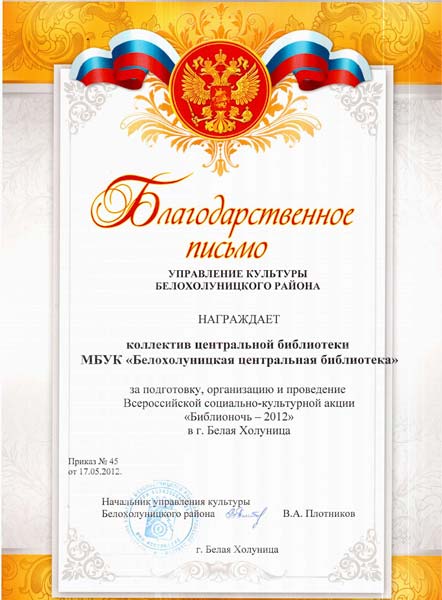 Благодарственное
письмо
УПРАВЛЕНИЕ КУЛЬТУРЫ
БЕЛОХОЛУНИЦКОГО РАЙОНА
НАГРАЖДАЕТ
коллектив центральной библиотеки
МБУК «Белохолуницкая центральная библиотека»
за подготовку, организацию и проведение
Всероссийской социально-культурной акции
«Библионочь – 2012»
в г. Белая Холуница
Приказ № 45
от 17.05.2012.
Начальник управления культуры
Белохолуницкого района В.А. Плотников
г. Белая Холуница